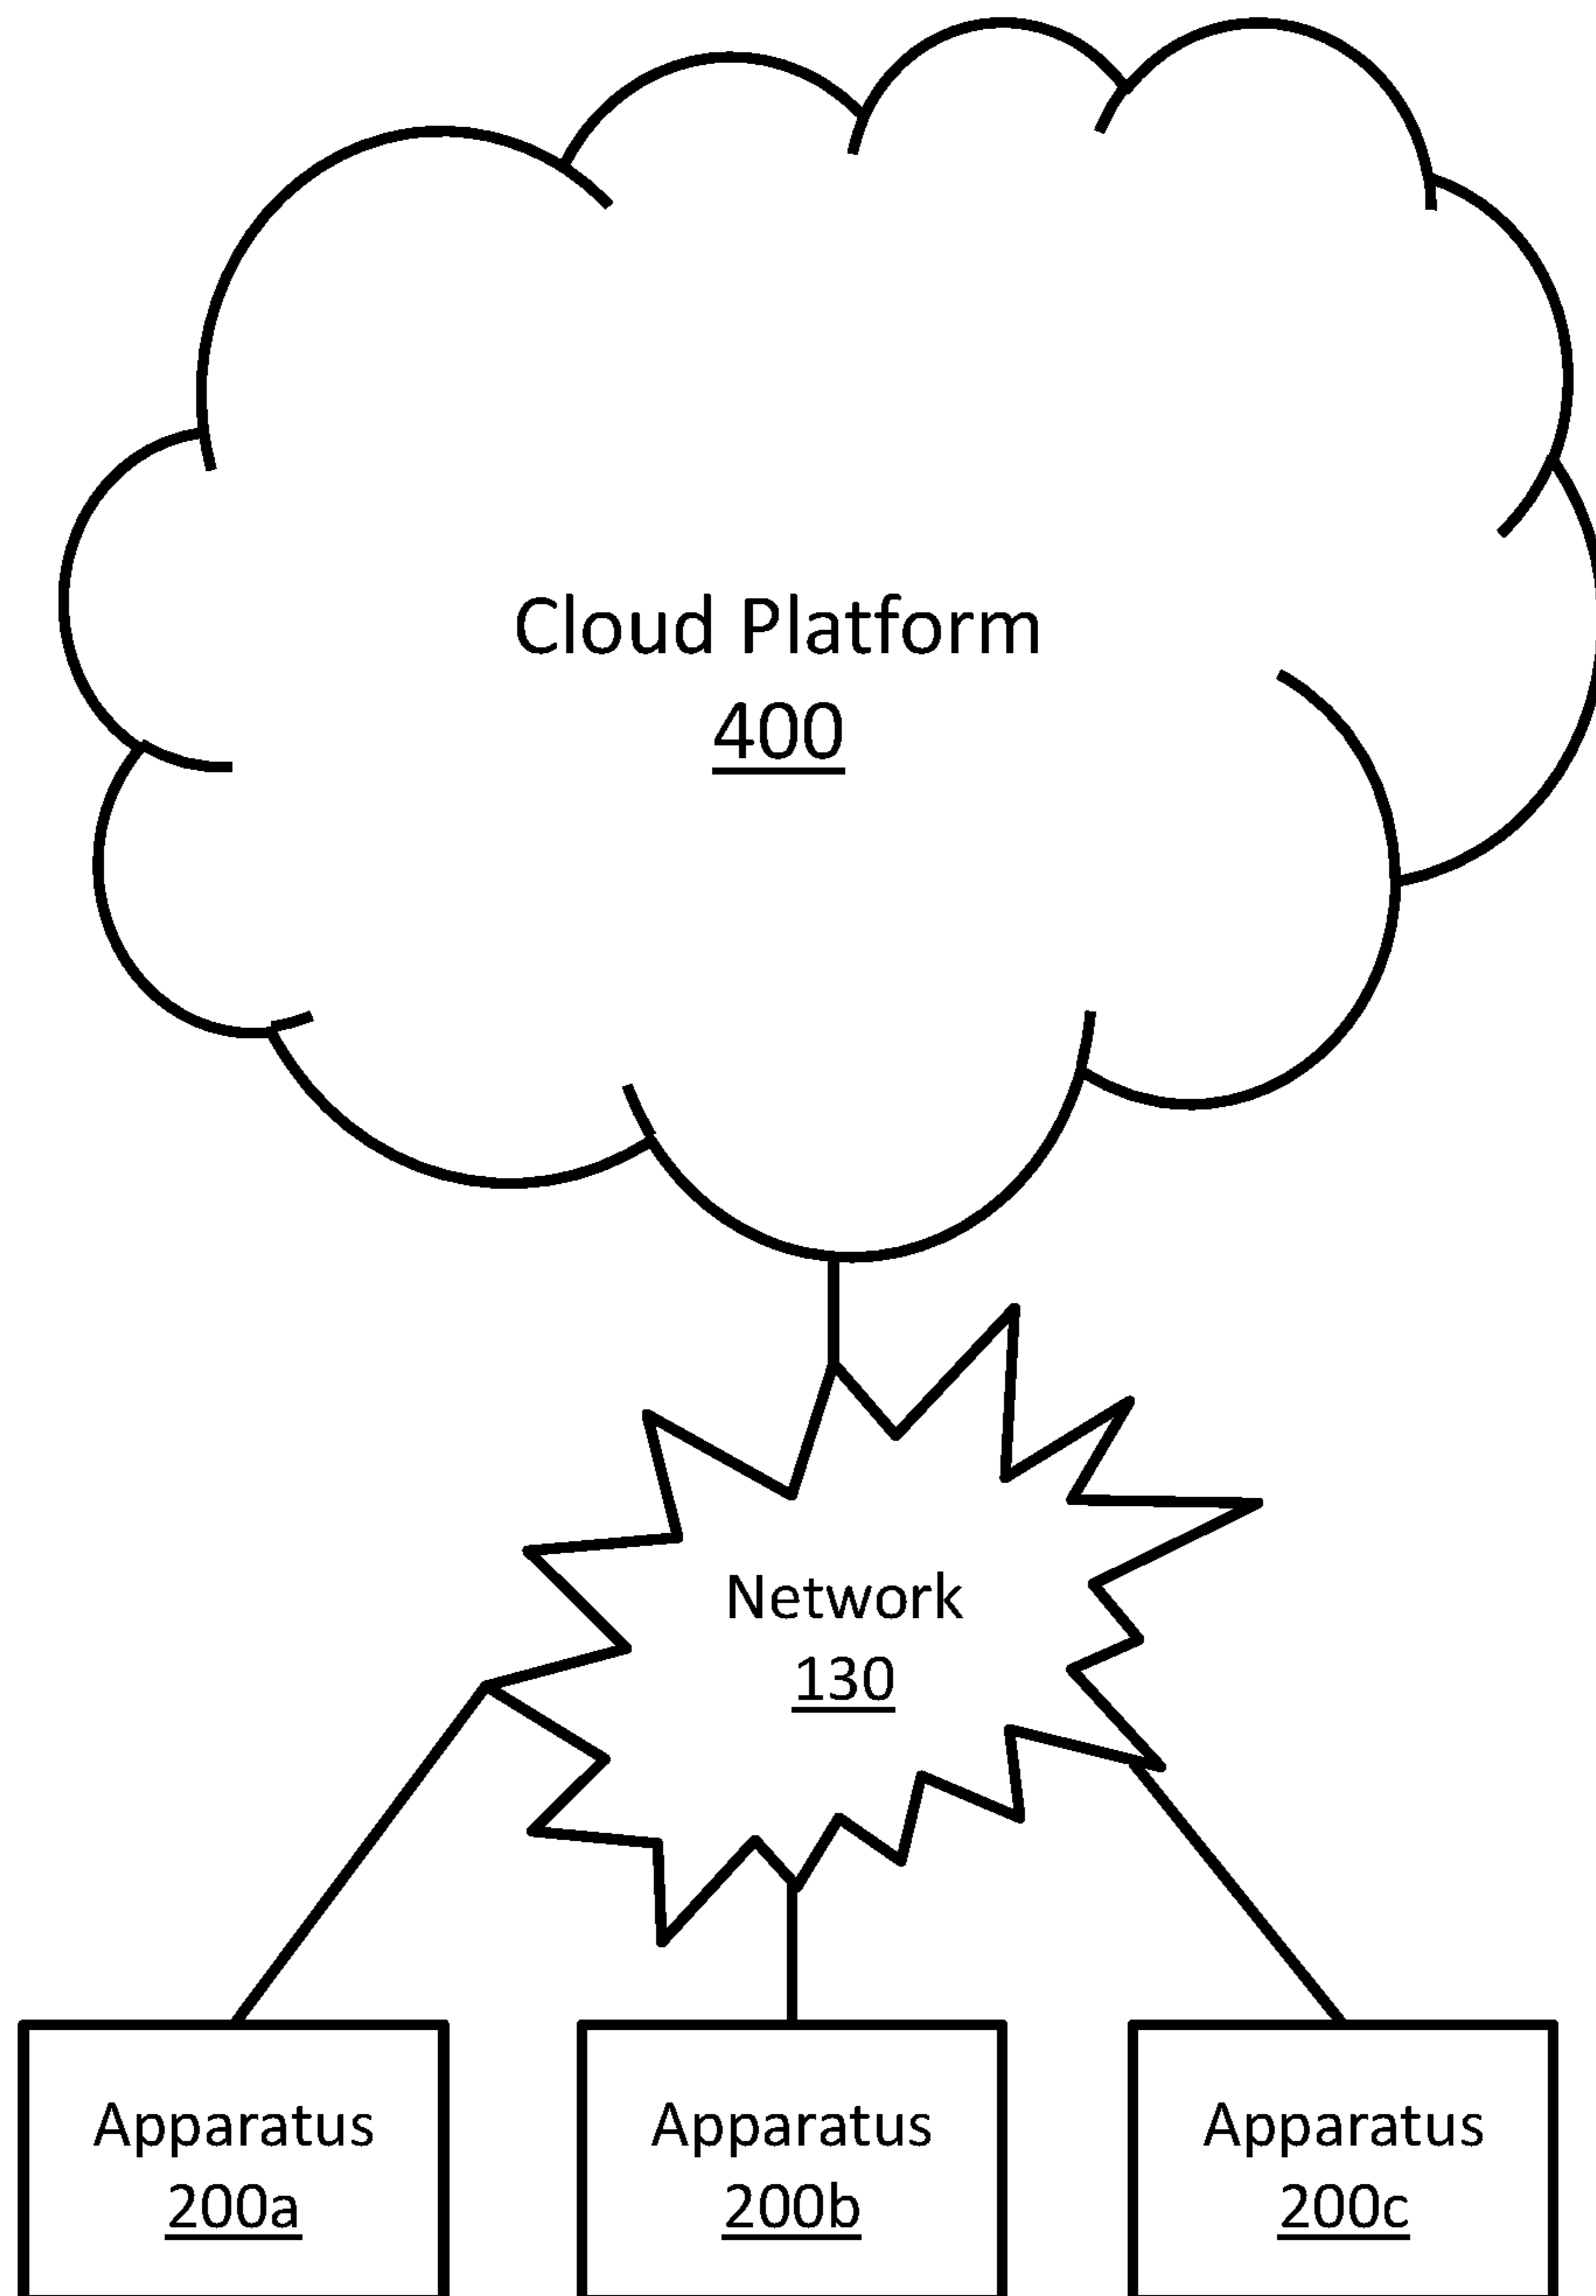 Cloud Platform
400
Network
130
Apparatus
200a
Apparatus
200b
Apparatus
200c